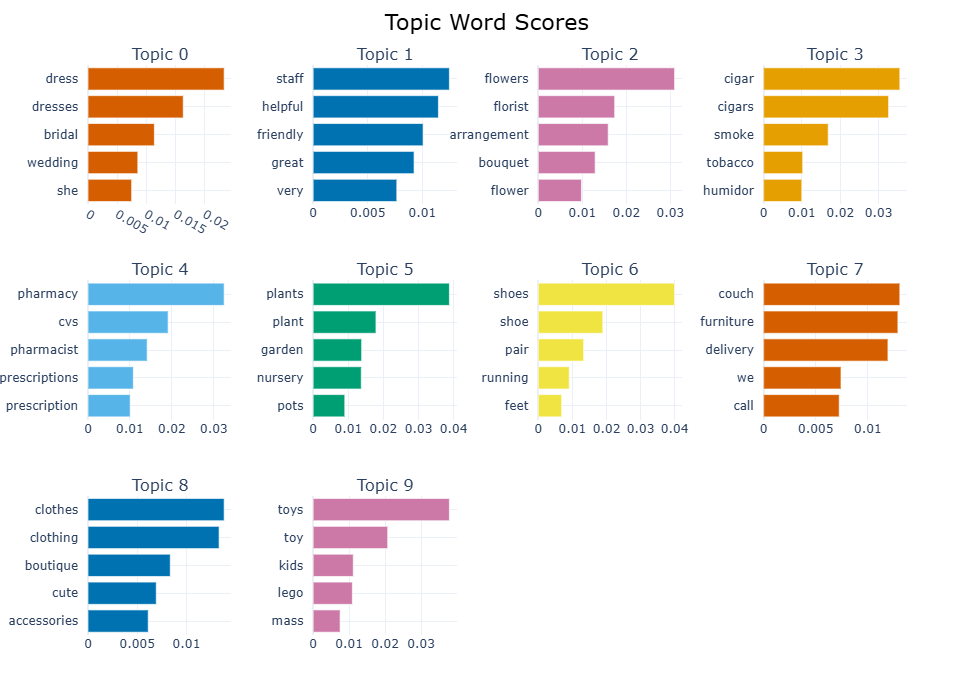 Topic Word Scores
Topic 0
dress
dresses
bridal
wedding
she
0 0.005 0.01 0.015 0.02
Topic 1
staff
helpful
friendly
great
very
0 0.005 0.01
Topic 2
flowers
florist
arrangement
bouquet
flower
0 0.01 0.02 0.03
Topic 3
cigar
cigars
smoke
tobacco
humidor
0 0.01 0.02 0.03
Topic 4
pharmacy
cvs
pharmacist
prescriptions
prescription
0 0.01 0.02 0.03
Topic 5
plants
plant
garden
nursery
pots
0 0.01 0.02 0.03 0.04
Topic 6
shoes
shoe
pair
running
feet
0 0.01 0.02 0.03 0.04
Topic 7
couch
furniture
delivery
we
call
0 0.005 0.01
Topic 8
clothes
clothing
boutique
cute
accessories
0 0.005 0.01
Topic 9
toys
toy
kids
lego
mass
0 0.01 0.02 0.03